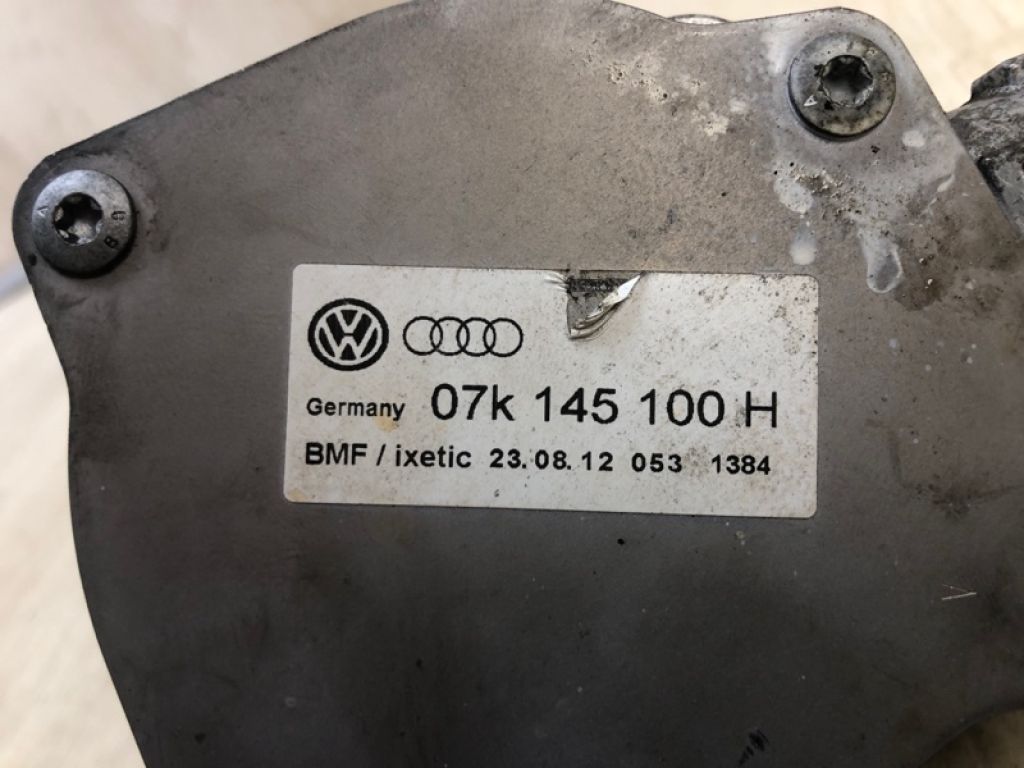 Germany 07k 145 100 H
BMF / ixetic 23.08.12 053 1384